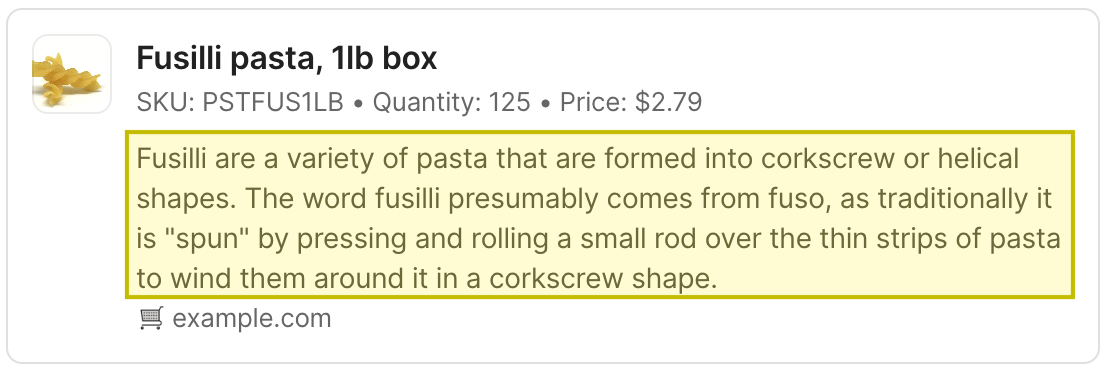 Fusilli pasta, 1lb box
SKU: PSTFUS1LB • Quantity: 125 • Price: $2.79
Fusilli are a variety of pasta that are formed into corkscrew or helical
shapes. The word fusilli presumably comes from fuso, as traditionally it
is "spun" by pressing and rolling a small rod over the thin strips of pasta
to wind them around it in a corkscrew shape.
example.com